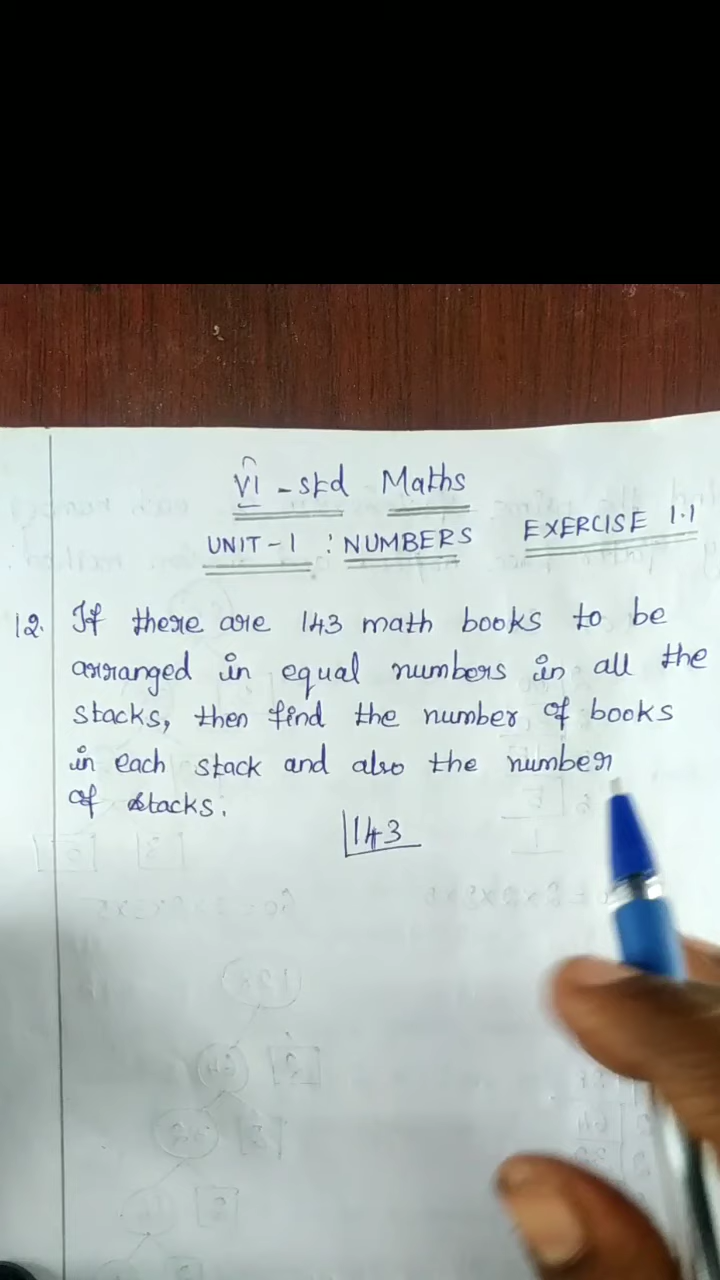 VI - std Maths
UNIT-1 : NUMBERS EXERCISE 1.1
12. If there are 143 math books to be
arranged in equal numbers in all the
stacks, then find the number of books
in each stack and also the number
of stacks.
143